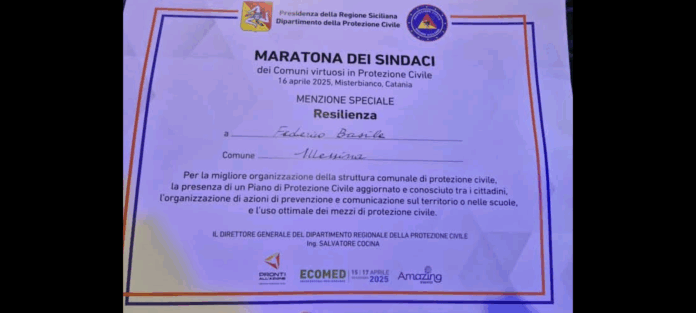 Presidenza della Regione Siciliana
Dipartimento della Protezione Civile
MARATONA DEI SINDACI
dei Comuni virtuosi in Protezione Civile
16 aprile 2025, Misterbianco, Catania
MENZIONE SPECIALE
Resilienza
a Federico Basile
Comune Messina
Per la migliore organizzazione della struttura comunale di protezione civile,
la presenza di un Piano di Protezione Civile aggiornato e conosciuto tra i cittadini,
l'organizzazione di azioni di prevenzione e comunicazione sul territorio o nelle scuole,
e l'uso ottimale dei mezzi di protezione civile.
IL DIRETTORE GENERALE DEL DIPARTIMENTO REGIONALE DELLA PROTEZIONE CIVILE
Ing. SALVATORE COCINA
PRONTI
ECOMED 15 | 17 APRILE
2025
Amazing